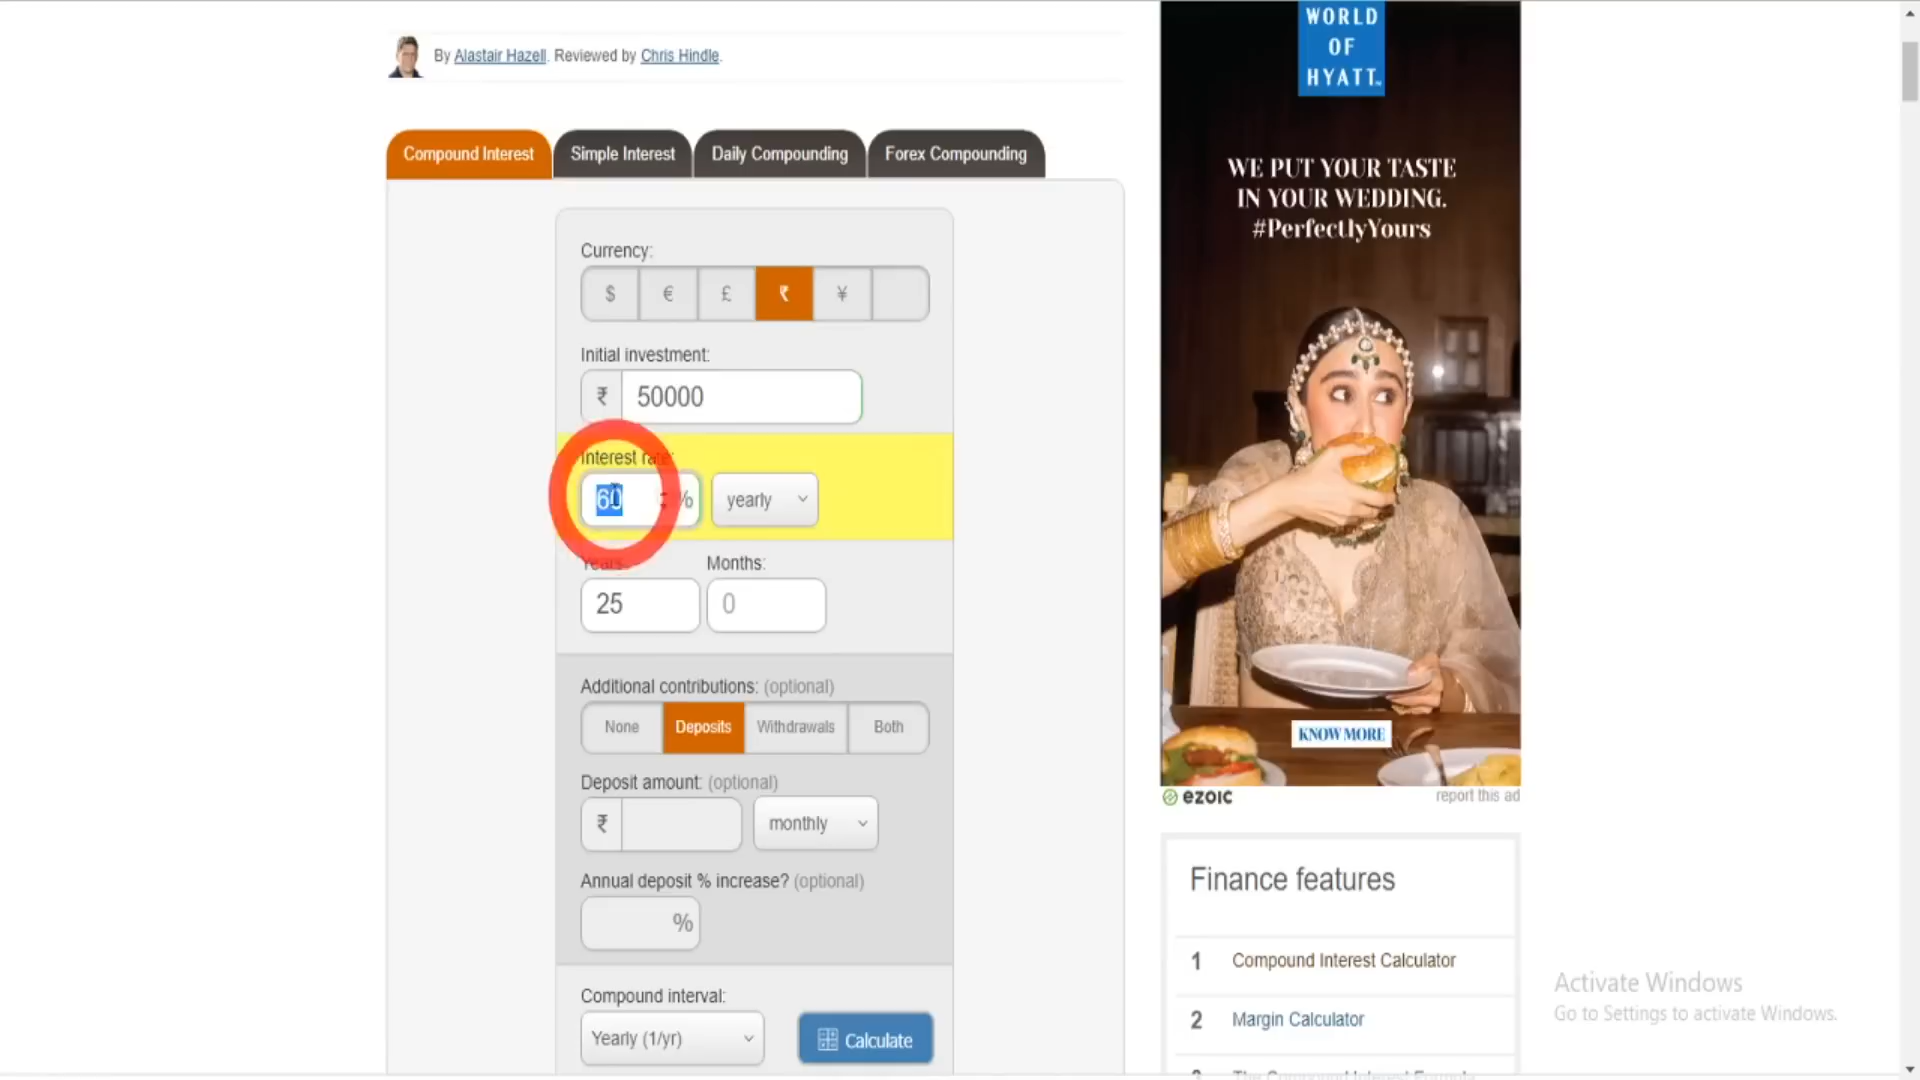 By Alastair Hazell. Reviewed by Chris Hindle.
Compound Interest
Simple Interest
Daily Compounding
Forex Compounding
Currency:
$ € £ ₹ ¥
Initial investment:
₹ 50000
Interest rate:
60 % yearly
Years:
Months:
25
0
Additional contributions: (optional)
None Deposits Withdrawals Both
Deposit amount: (optional)
₹ monthly
Annual deposit % increase? (optional)
%
Compound interval:
Yearly (1/yr)
Calculate
WORLD
OF
HYATT
WE PUT YOUR TASTE
IN YOUR WEDDING.
#PerfectlyYours
KNOW MORE
ezoic
report this ad
Finance features
1 Compound Interest Calculator
2 Margin Calculator
Activate Windows
Go to Settings to activate Windows.